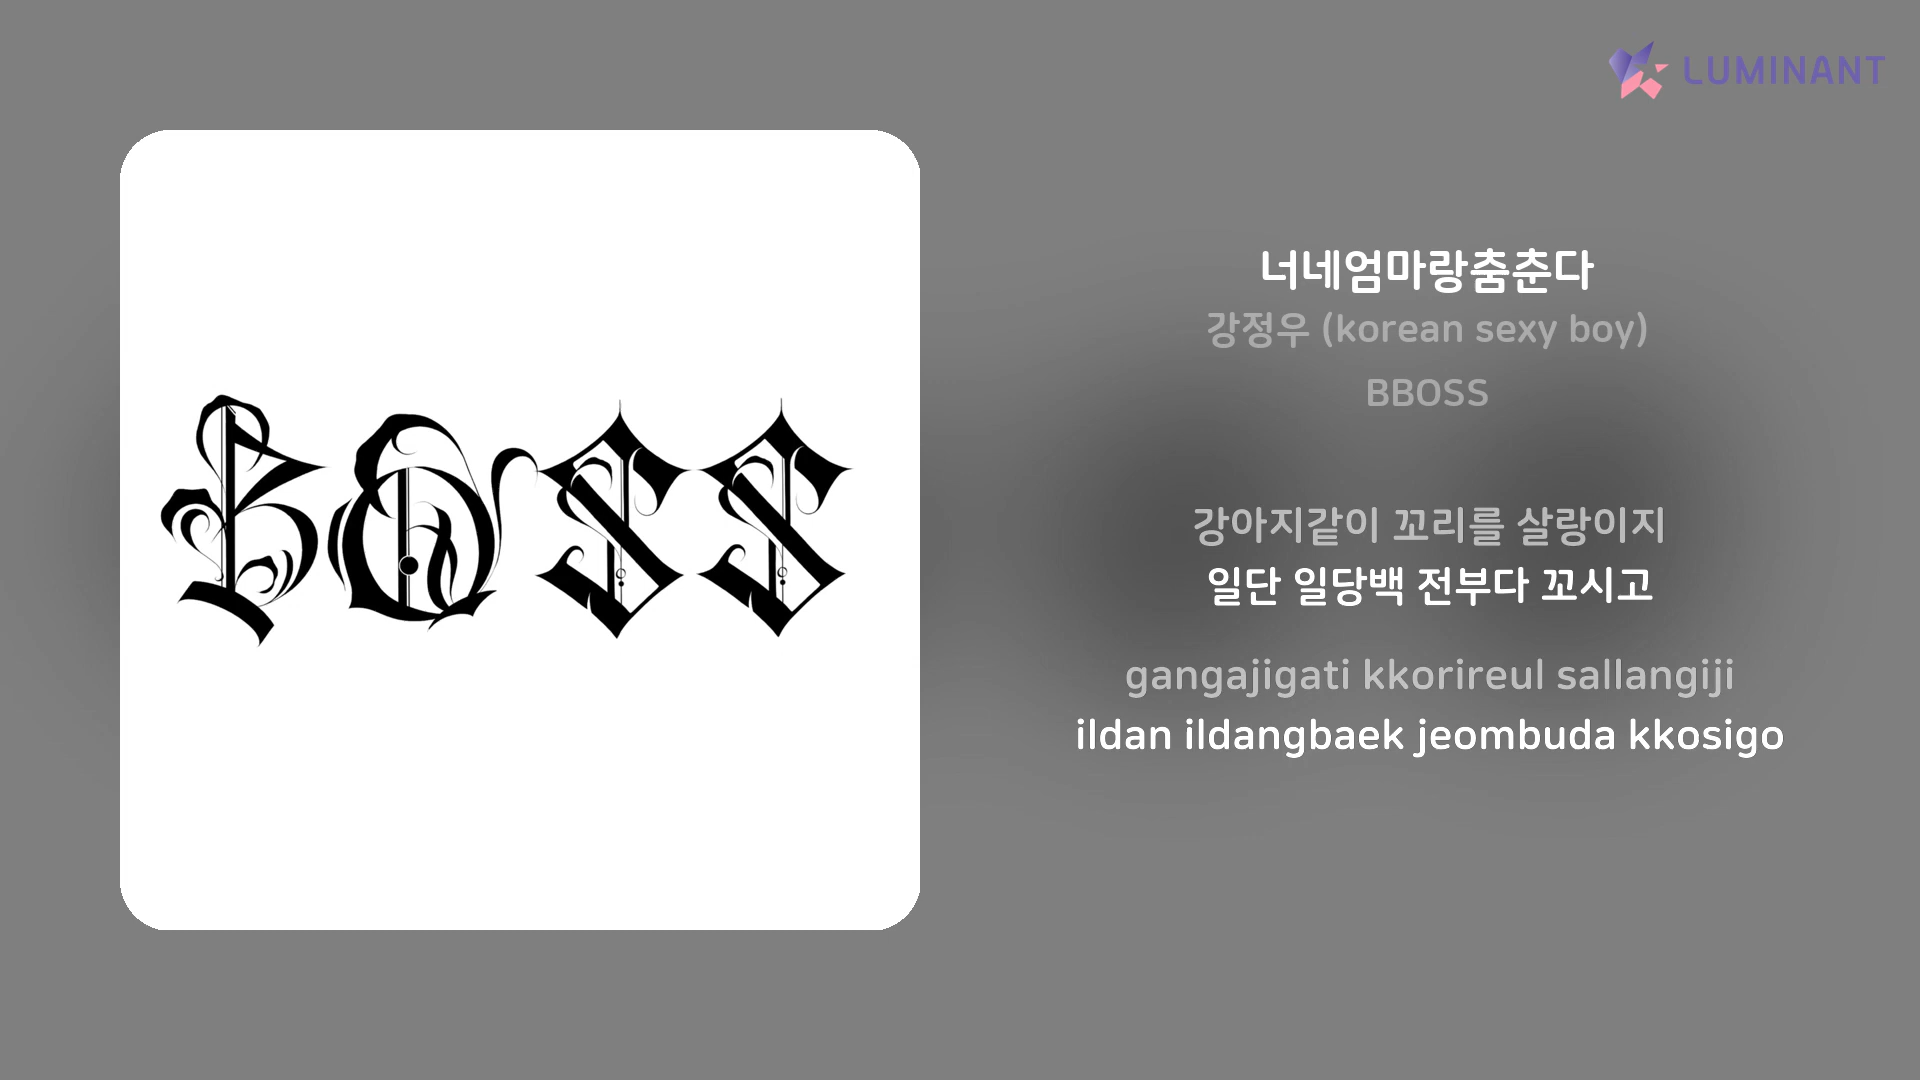 LUMINANT
BOSS
너네엄마랑춤춘다
강정우 (korean sexy boy)
BBOSS
강아지같이 꼬리를 살랑이지
일단 일당백 전부다 꼬시고
gangajigati kkorireul sallangiji
ildan ildangbaek jeombuda kkosigo